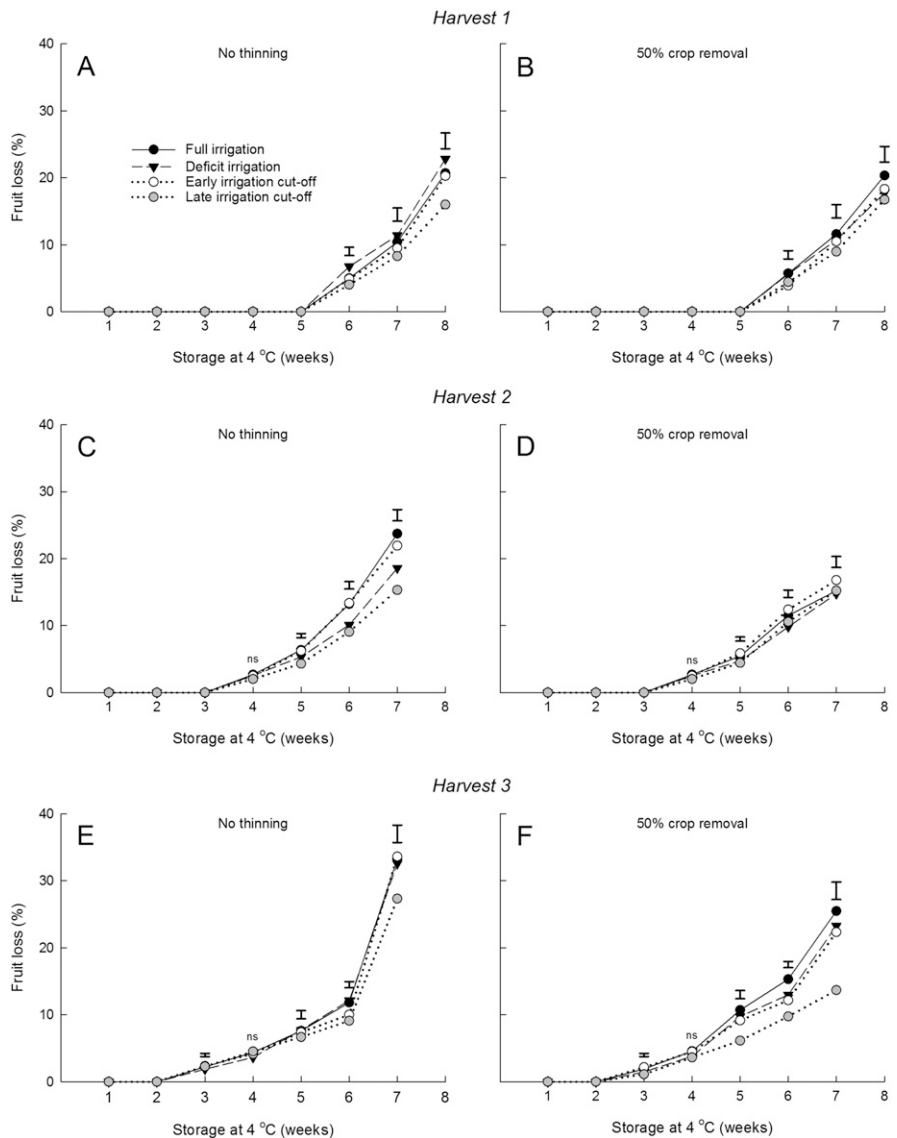 Harvest 1
A
No thinning
B
50% crop removal
Full irrigation
Deficit irrigation
Early irrigation cut-off
Late irrigation cut-off
Fruit loss (%)
40
30
20
10
0
1 2 3 4 5 6 7 8
1 2 3 4 5 6 7 8
Storage at 4 °C (weeks)
Storage at 4 °C (weeks)
Harvest 2
C
No thinning
D
50% crop removal
Fruit loss (%)
40
30
20
10
0
ns
ns
1 2 3 4 5 6 7 8
1 2 3 4 5 6 7 8
Storage at 4 °C (weeks)
Storage at 4 °C (weeks)
Harvest 3
E
No thinning
F
50% crop removal
Fruit loss (%)
40
30
20
10
0
ns
ns
1 2 3 4 5 6 7 8
1 2 3 4 5 6 7 8
Storage at 4 °C (weeks)
Storage at 4 °C (weeks)